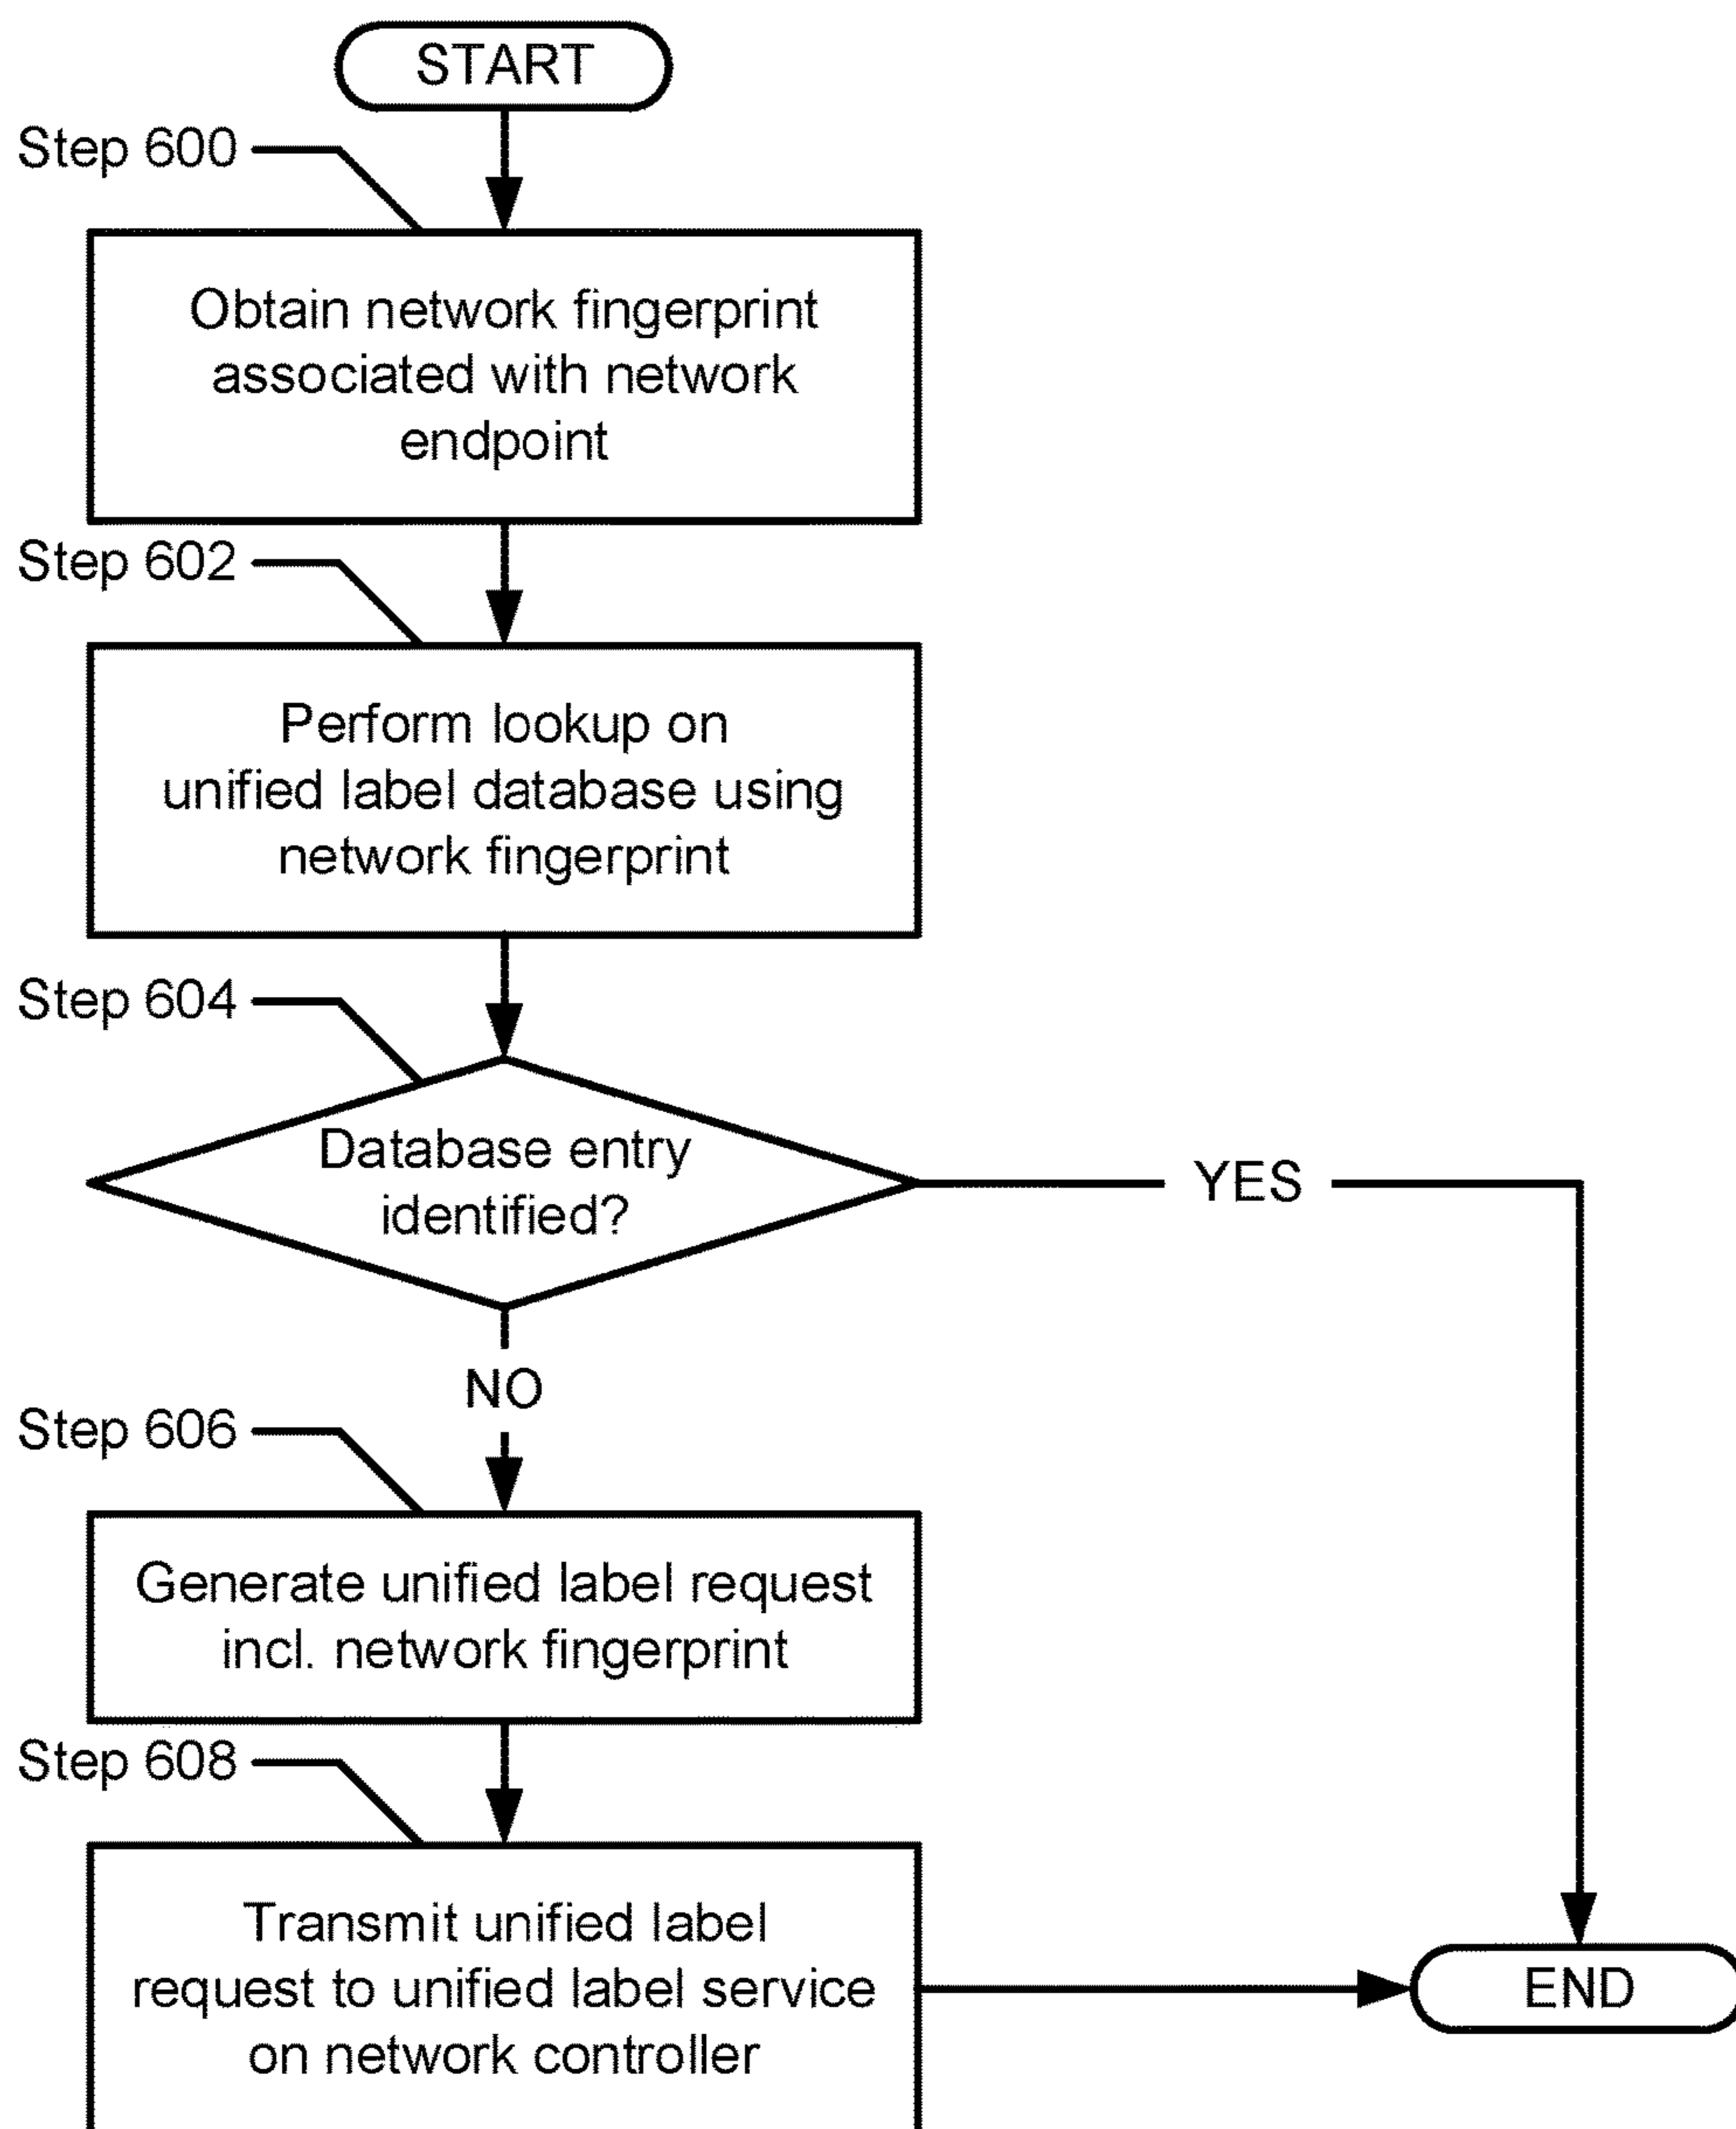 START
Step 600
Obtain network fingerprint
associated with network
endpoint
Step 602
Perform lookup on
unified label database using
network fingerprint
Step 604
Database entry
identified?
YES
NO
Step 606
Generate unified label request
incl. network fingerprint
Step 608
Transmit unified label
request to unified label service
on network controller
END